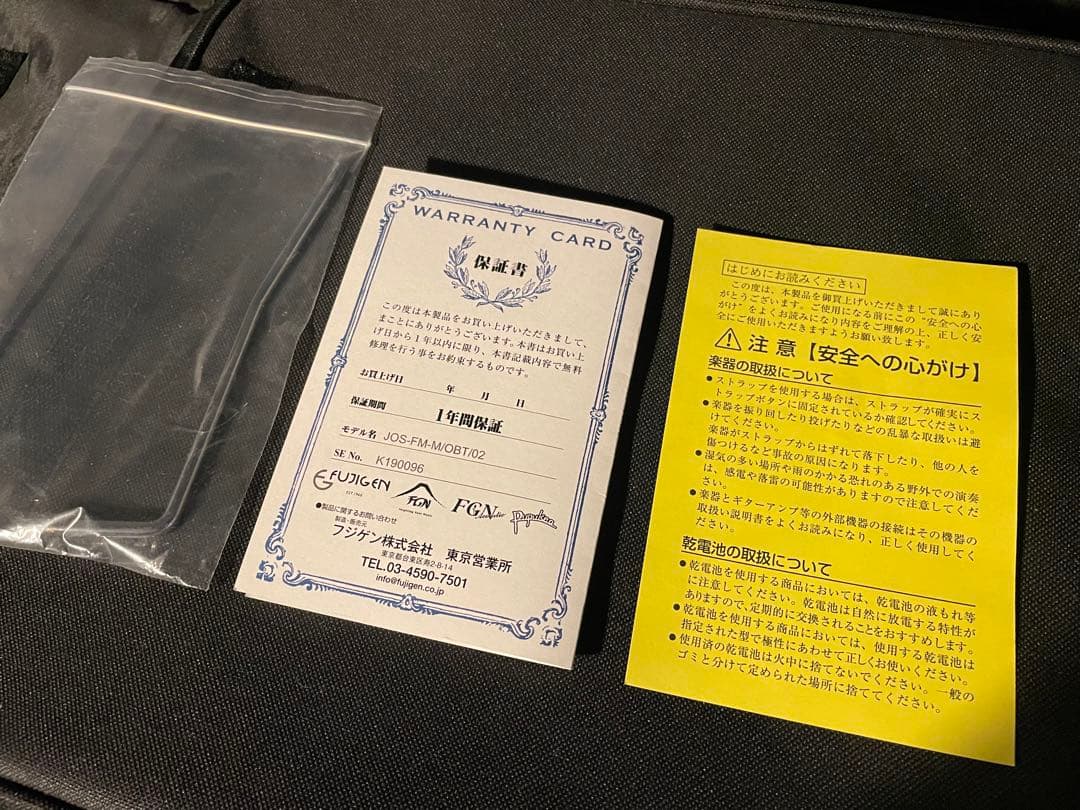 WARRANTY CARD
保証書
この度は本製品をお買い上げいただきまして、
まことにありがとうございます。本書はお買い上
げ日から1年以内に限り、本書記載内容で無料
修理を行う事をお約束するものです。
お買上げ日 年 月 日
保証期間 1年間保証
モデル名 JOS-FM-M/OBT/02
SE No. K190096
FUJIGEN
EST.1960
FGN
FGN
●製品に関するお問い合わせ
製造・販売元
フジゲン株式会社 東京営業所
東京都台東区寿2-8-14
TEL.03-4590-7501
info@fujigen.co.jp
はじめにお読みください
この度は、本製品を御買上げいただきまして誠にあり
がとうございます。ご使用になる前にこの"安全への心
がけ"をよくお読みになり内容をご理解の上、正しく安
全にご使用いただきますようお願い致します。
注意【安全への心がけ】
楽器の取扱について
●ストラップを使用する場合は、ストラップが確実にス
トラップボタンに固定されているか確認してください。
●楽器を振り回したり投げたりなどの乱暴な取扱いは避
けてください。
楽器がストラップからはずれて落下したり、他の人を
傷つけるなど事故の原因になります。
●湿気の多い場所や雨のかかる恐れのある野外での演奏
は、感電や落雷の可能性がありますので注意してくだ
さい。
●楽器とギターアンプ等の外部機器の接続はその機器の
取扱い説明書をよくお読みになり、正しく使用してく
ださい。
乾電池の取扱について
●乾電池を使用する商品においては、乾電池の液もれ等
に注意してください。乾電池は自然に放電する特性が
ありますので、定期的に交換されることをおすすめします。
●乾電池を使用する商品においては、使用する乾電池は
指定された型で極性にあわせて正しくお使いください。
●使用済の乾電池は火中に捨てないでください。一般の
ゴミと分けて定められた場所に捨ててください。